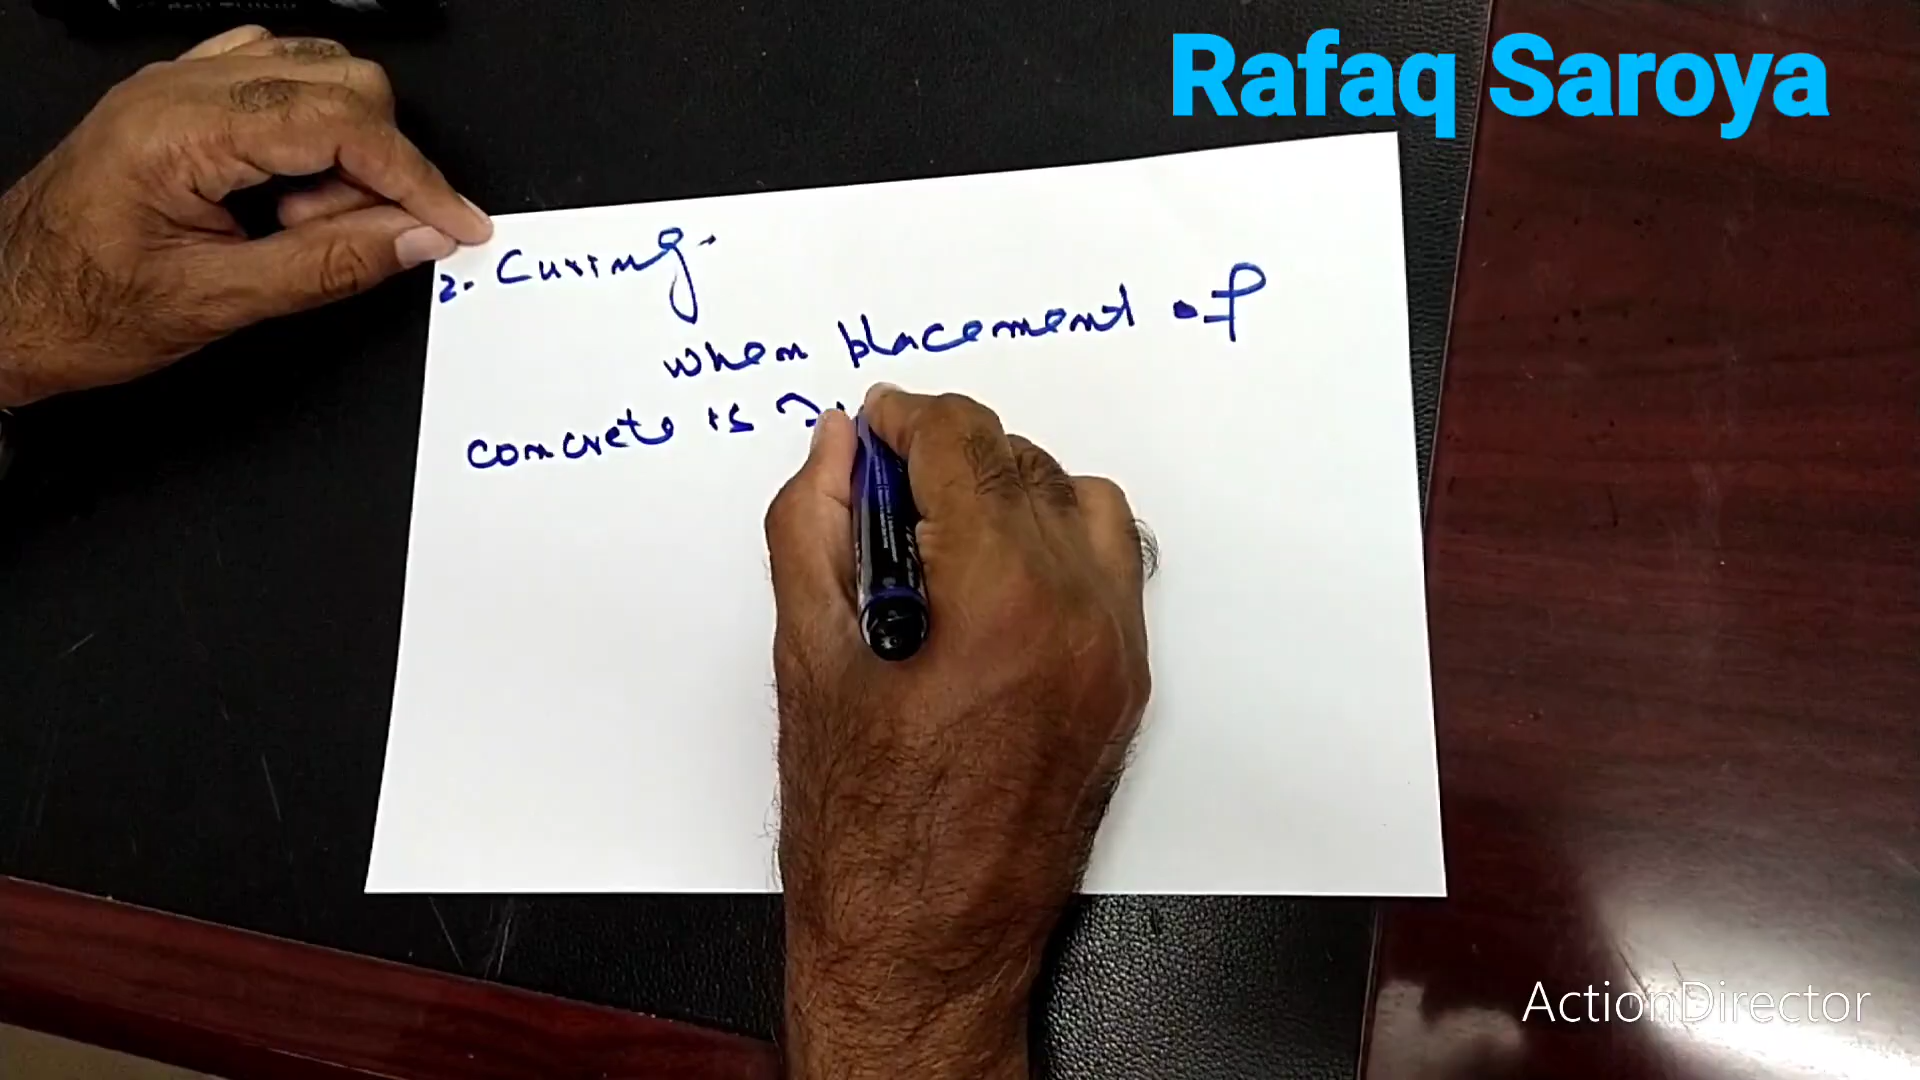 Rafaq Saroya
2. Curing.
when placement of
concrete is
ActionDirector